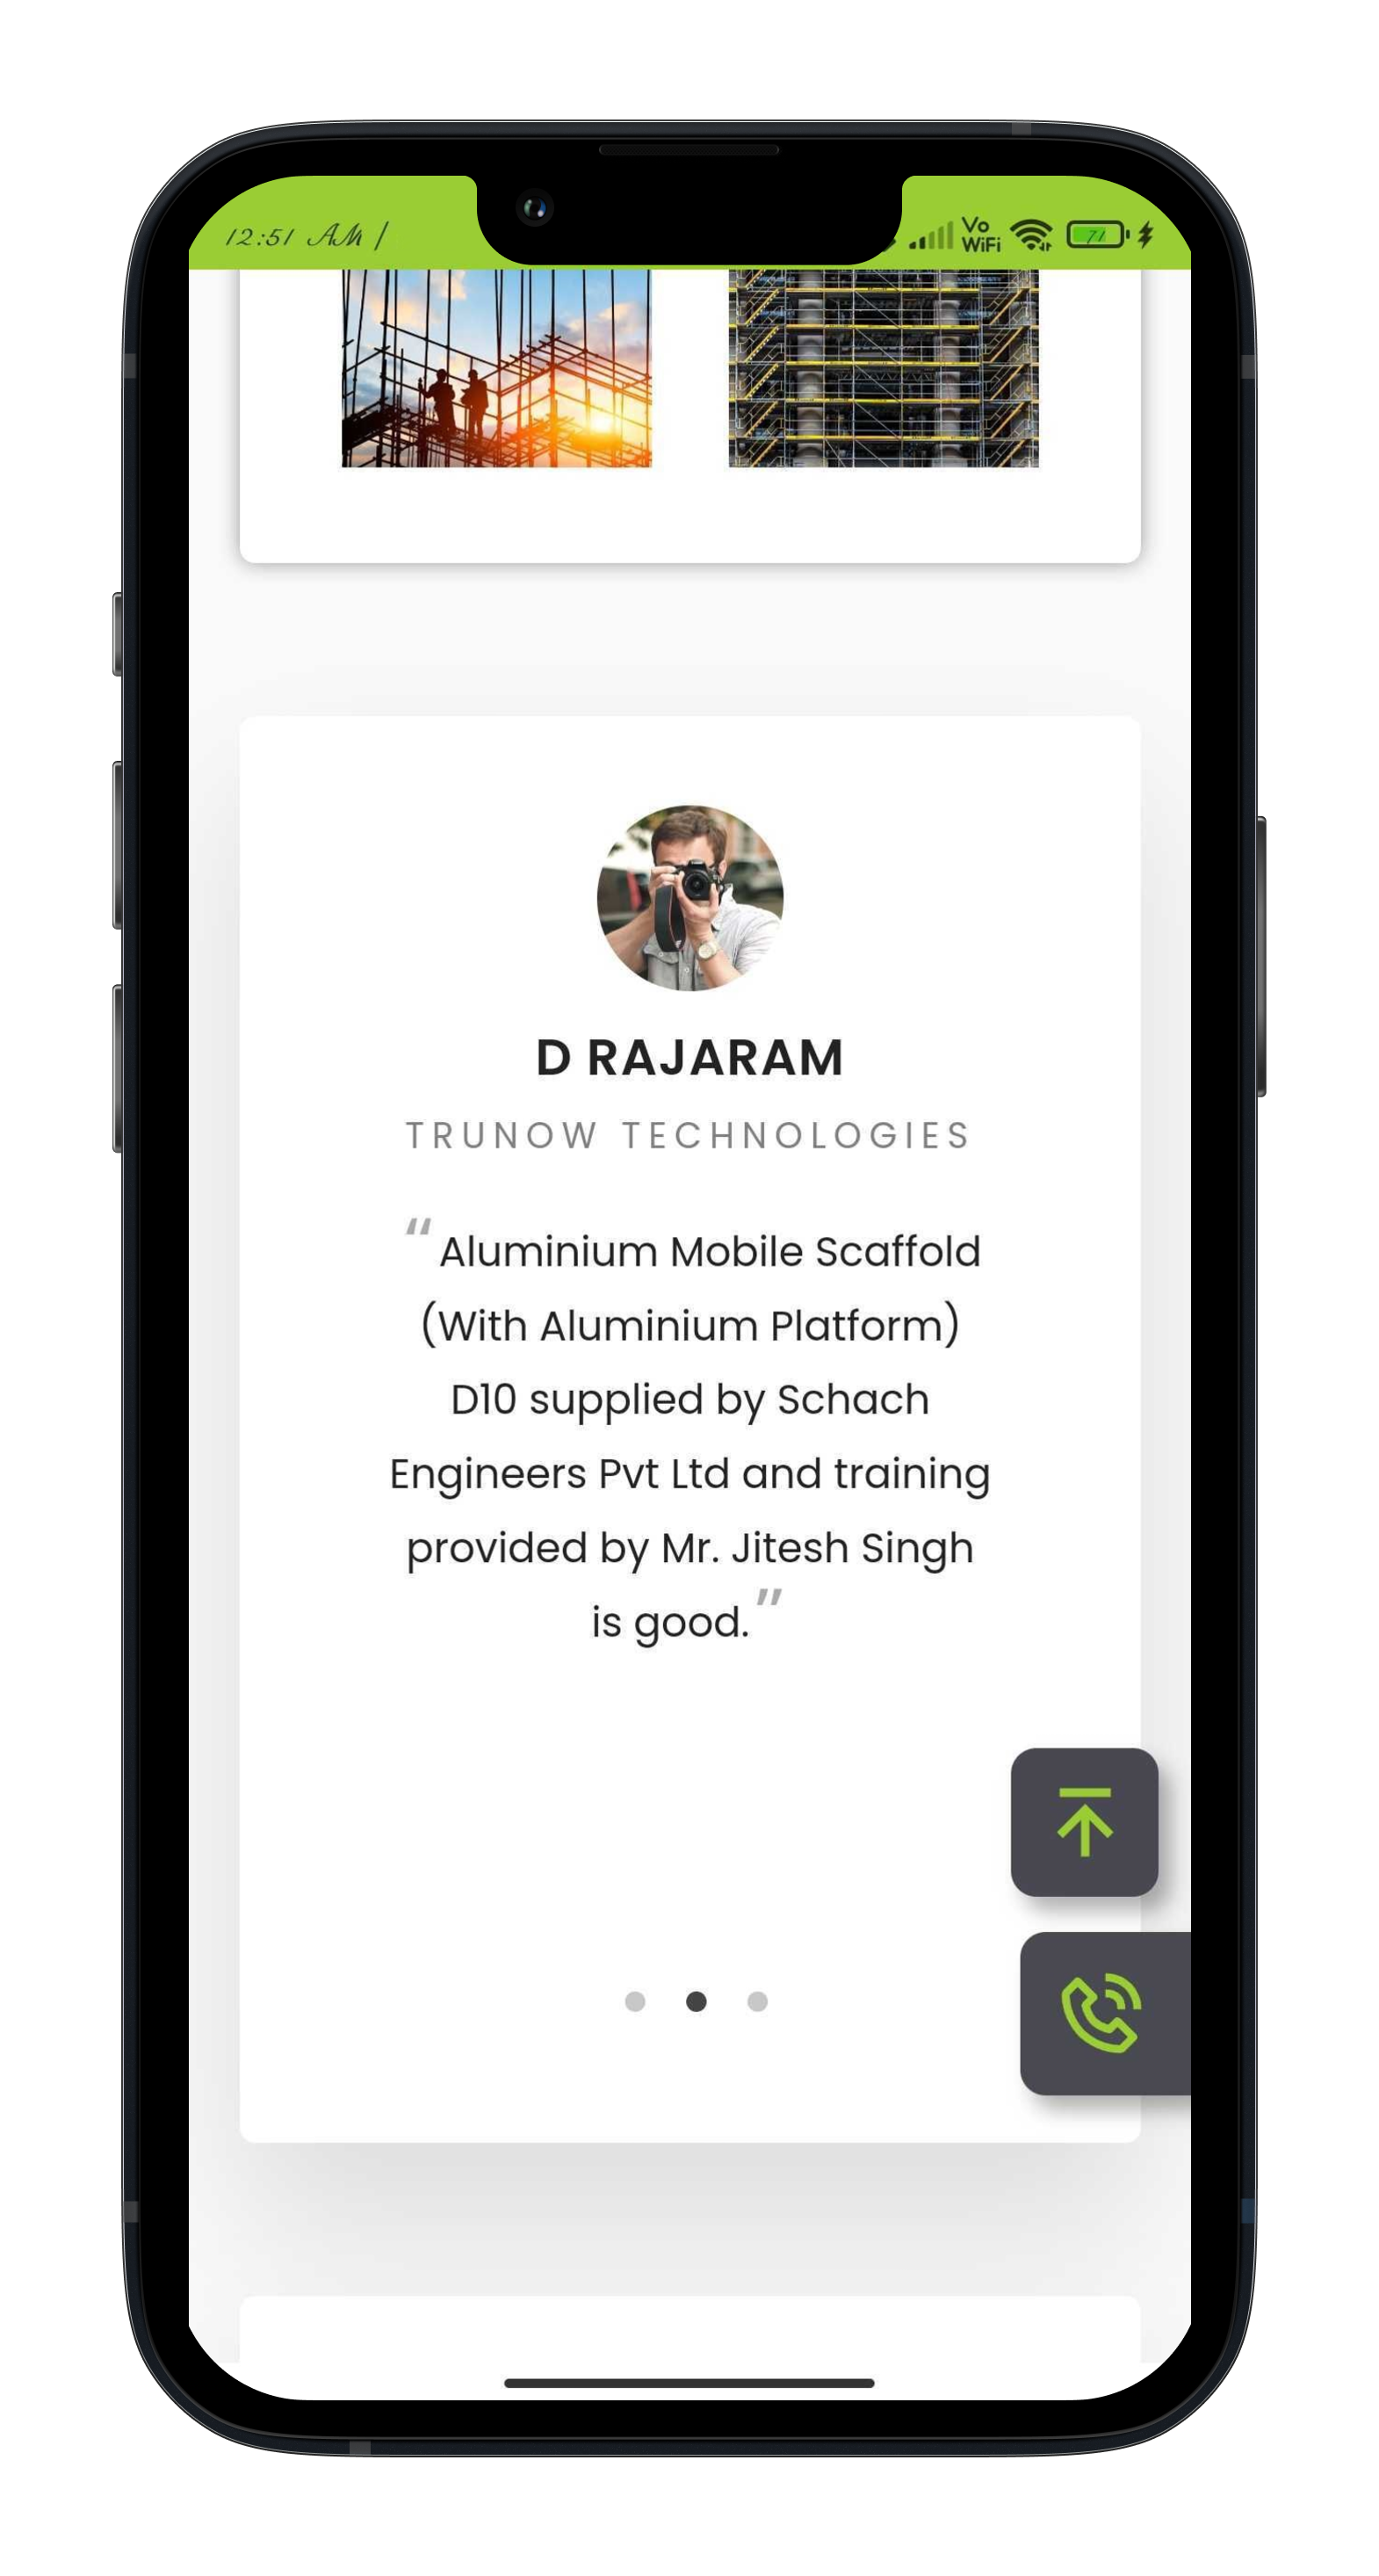 12:51 AM |
Vo
WiFi
71
D RAJARAM
TRUNOW TECHNOLOGIES
“Aluminium Mobile Scaffold
(With Aluminium Platform)
D10 supplied by Schach
Engineers Pvt Ltd and training
provided by Mr. Jitesh Singh
is good.”